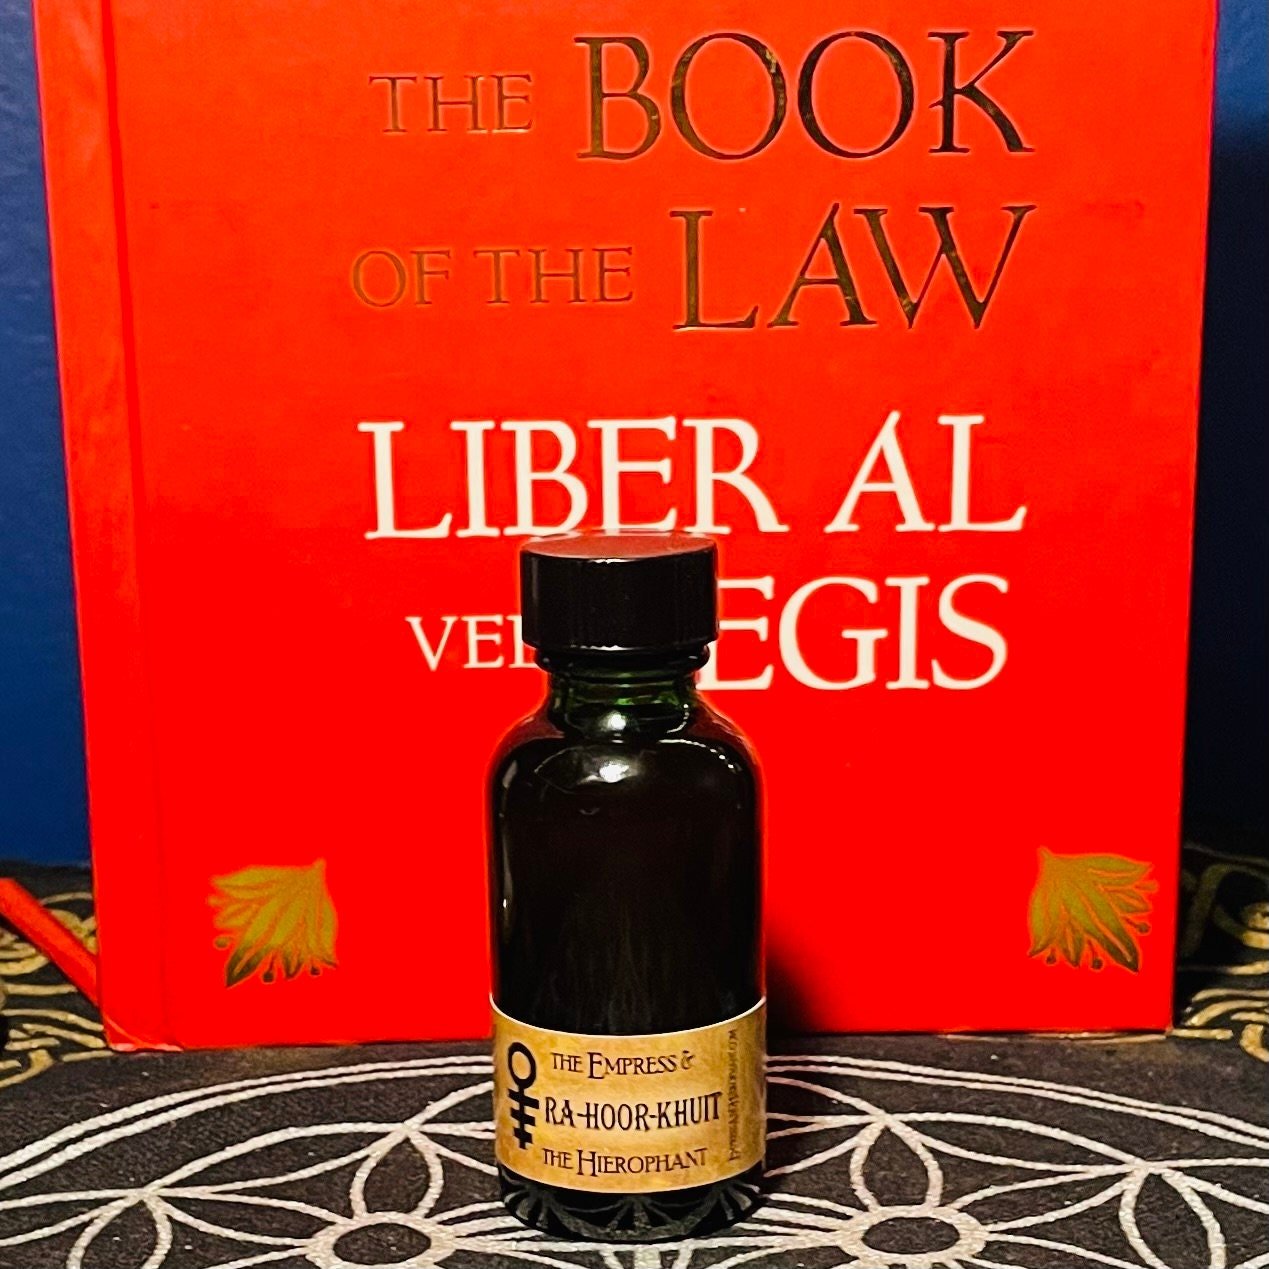 THE BOOK
OF THE LAW
LIBER AL
VEL EGIS
THE EMPRESS &
RA-HOOR-KHUIT
THE HIEROPHANT